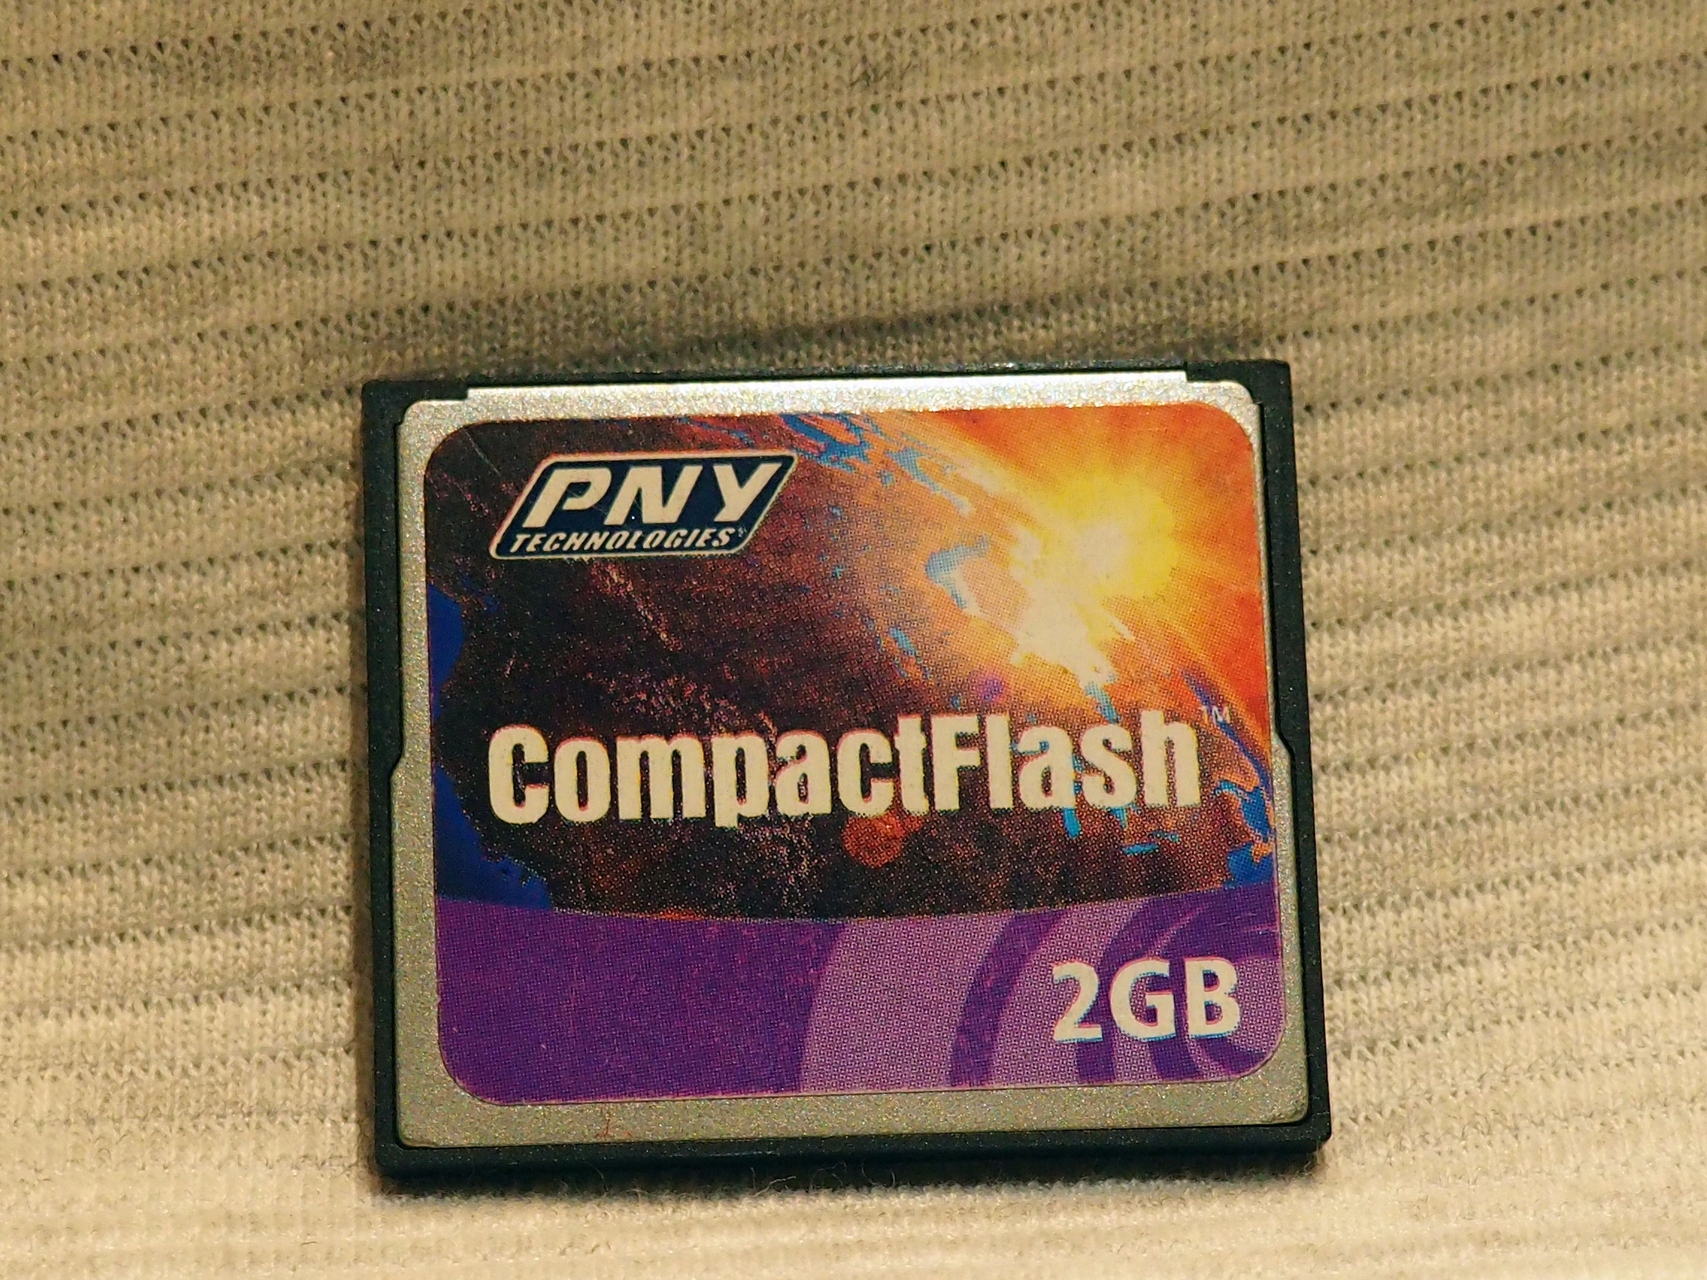 PNY
TECHNOLOGIES
CompactFlash™
2GB